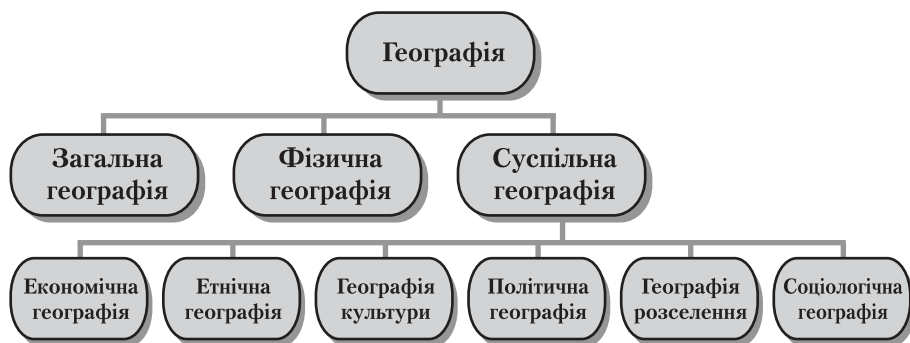 Географія
Загальна
географія
Фізична
географія
Суспільна
географія
Економічна
географія
Етнічна
географія
Географія
культури
Політична
географія
Географія
розселення
Соціологічна
географія